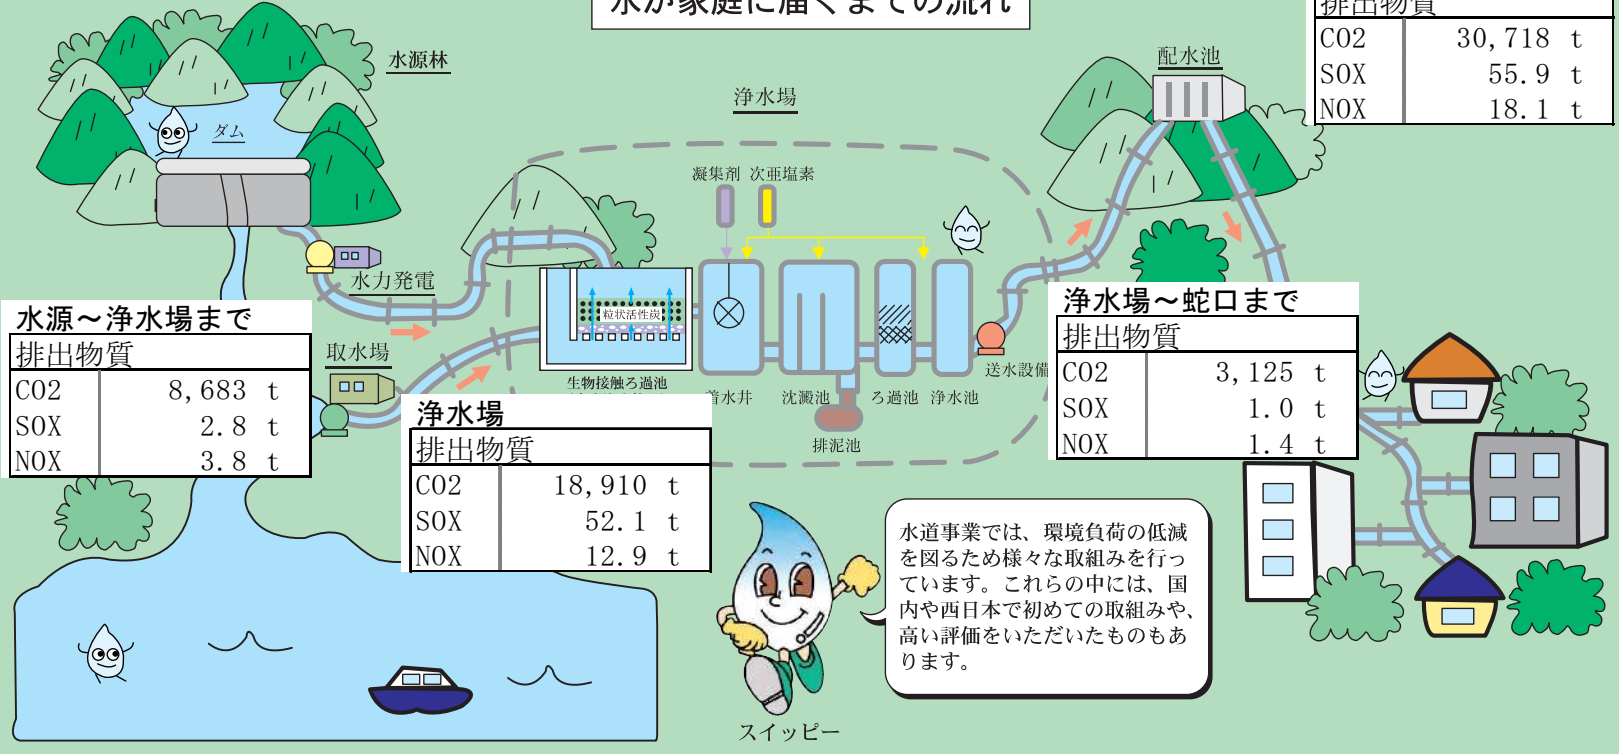 水が家庭に届くまでの流れ
排出物質
CO2 30,718 t
SOX 55.9 t
NOX 18.1 t
水源林
配水池
浄水場
ダム
凝集剤 次亜塩素
水力発電
粒状活性炭
水源～浄水場まで
排出物質
CO2 8,683 t
SOX 2.8 t
NOX 3.8 t
取水場
生物接触ろ過池
着水井 沈澱池 ろ過池 浄水池
送水設備
排泥池
浄水場～蛇口まで
排出物質
CO2 3,125 t
SOX 1.0 t
NOX 1.4 t
浄水場
排出物質
CO2 18,910 t
SOX 52.1 t
NOX 12.9 t
水道事業では、環境負荷の低減
を図るため様々な取組みを行っ
ています。これらの中には、国
内や西日本で初めての取組みや、
高い評価をいただいたものもあ
ります。
スイッピー